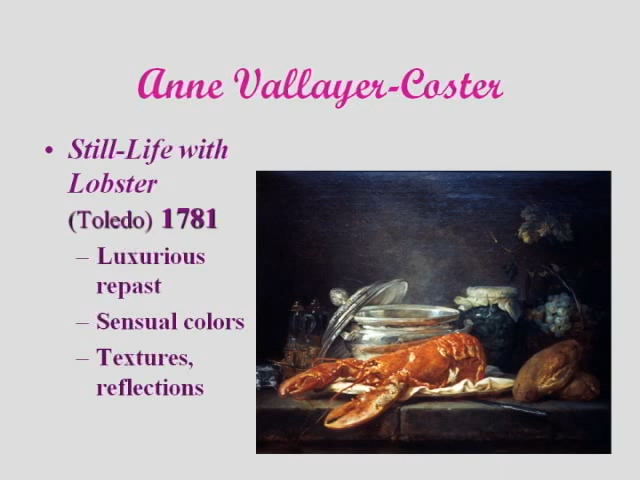 Anne Vallayer-Coster
• Still-Life with
Lobster
(Toledo) 1781
– Luxurious
repast
– Sensual colors
– Textures,
reflections